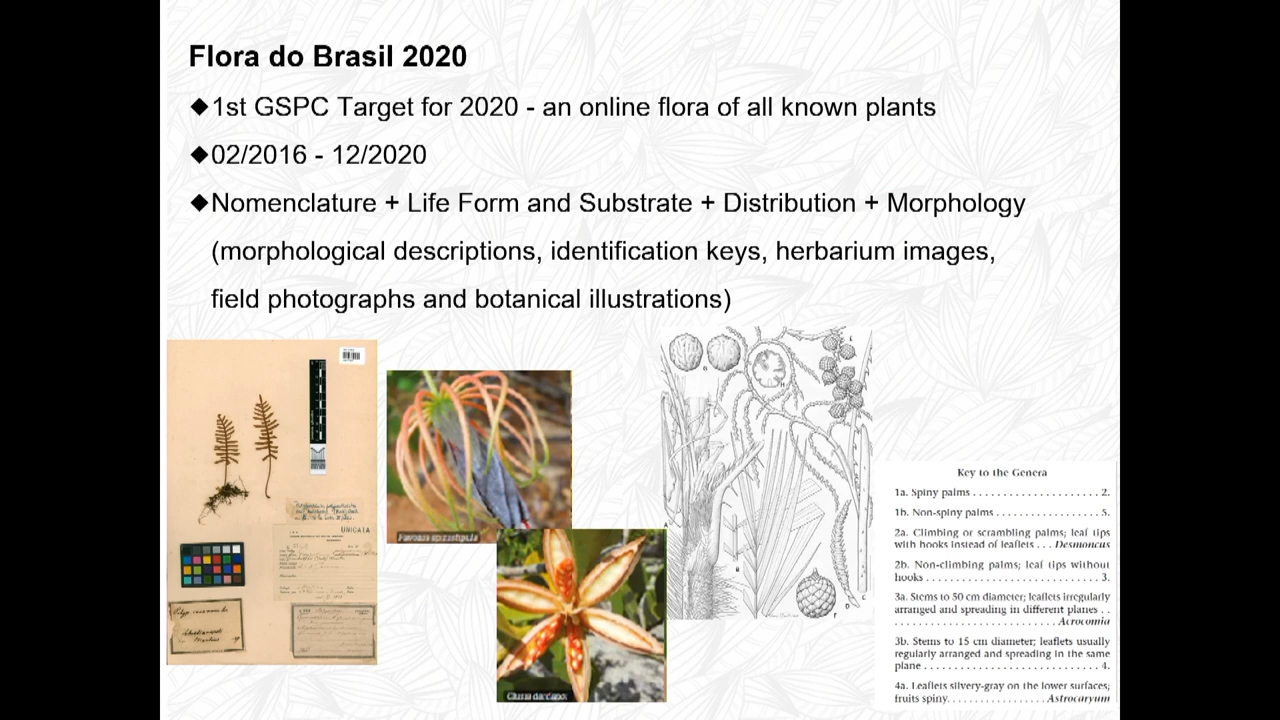 Flora do Brasil 2020
◆1st GSPC Target for 2020 - an online flora of all known plants
◆02/2016 - 12/2020
◆Nomenclature + Life Form and Substrate + Distribution + Morphology
(morphological descriptions, identification keys, herbarium images,
field photographs and botanical illustrations)
UNICATA
Key to the Genera
1a. Spiny palms . . . . . . . . . . . . . . . . . . . . . 2.
1b. Non-spiny palms . . . . . . . . . . . . . . . . . 5.
2a. Climbing or scrambling palms; leaf tips
with hooks instead of leaflets . . . Desmoncus
2b. Non-climbing palms; leaf tips without
hooks . . . . . . . . . . . . . . . . . . . . . . . . . . . . 3.
3a. Stems to 50 cm diameter; leaflets irregularly
arranged and spreading in different planes . .
. . . . . . . . . . . . . . . . . . . . . . . . . . Acrocomia
3b. Stems to 15 cm diameter; leaflets usually
regularly arranged and spreading in the same
plane . . . . . . . . . . . . . . . . . . . . . . . . . . . . 4.
4a. Leaflets silvery-gray on the lower surfaces;
fruits spiny. . . . . . . . . . . . . . . . Astrocaryum